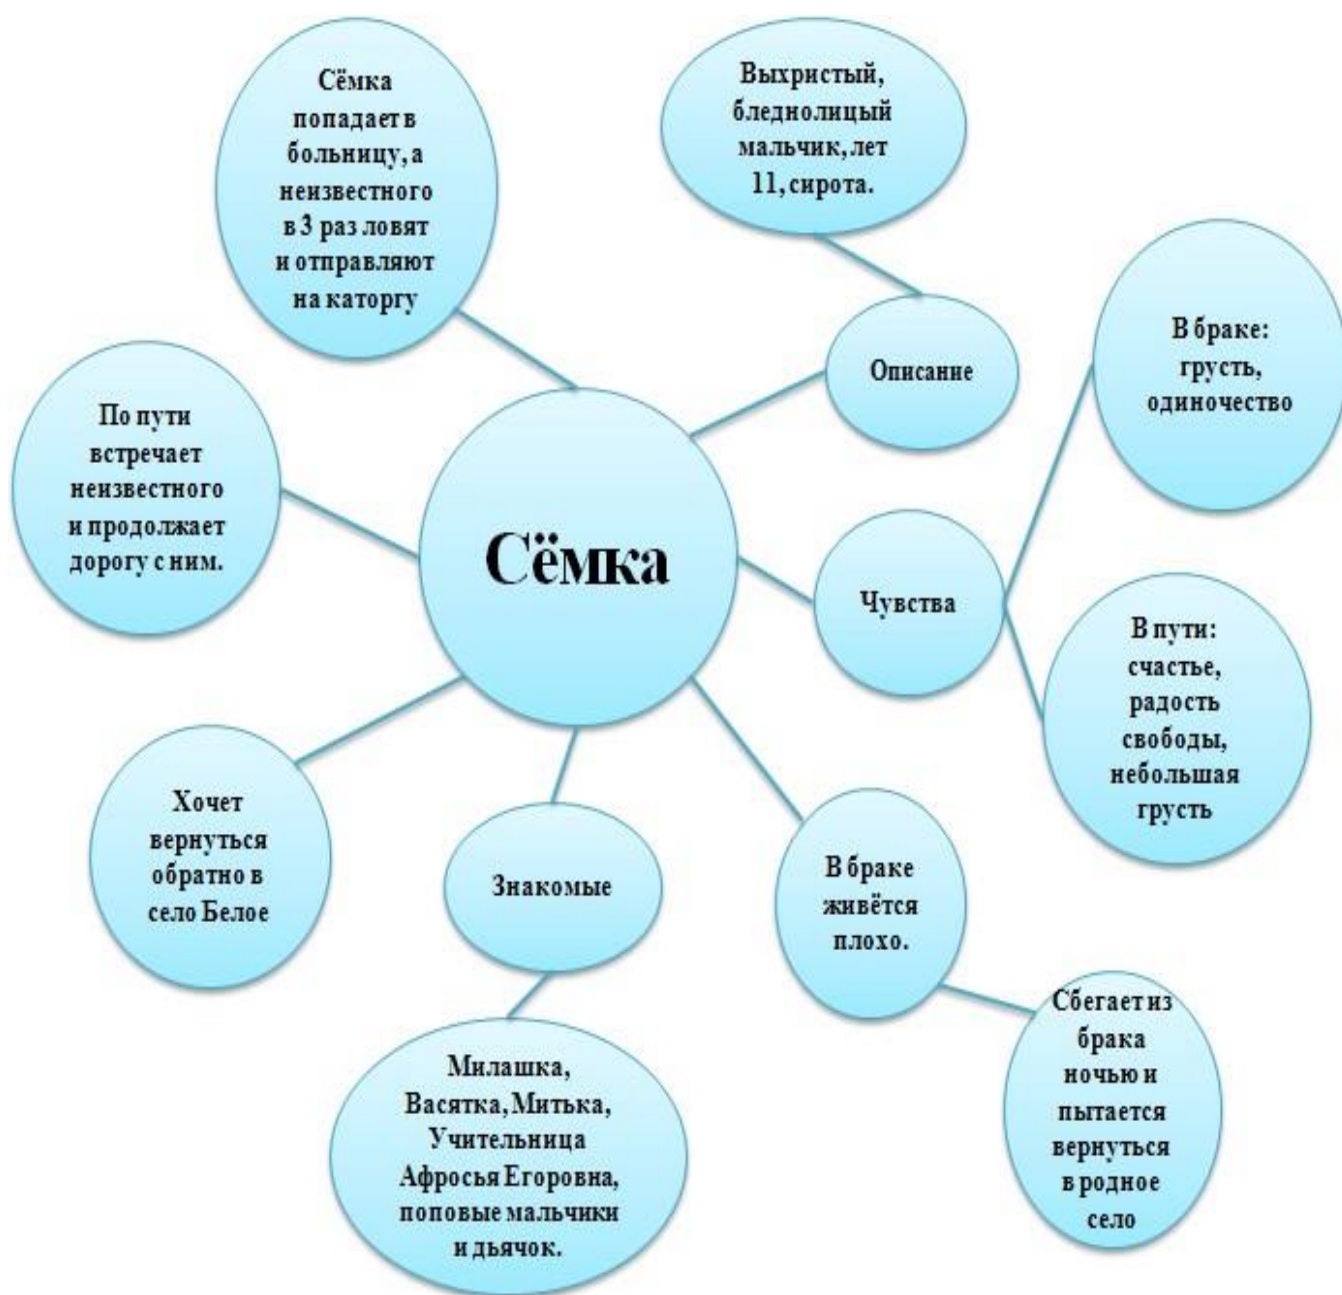 Сёмка
попадает в
больницу, а
неизвестного
в 3 раз ловят
и отправляют
на каторгу
Выхристый,
бледнолицый
мальчик, лет
11, сирота.
Описание
В браке:
грусть,
одиночество
По пути
встречает
неизвестного
и продолжает
дорогу с ним.
Сёмка
Чувства
В пути:
счастье,
радость
свободы,
небольшая
грусть
Хочет
вернуться
обратно в
село Белое
Знакомые
В браке
живётся
плохо.
Милашка,
Васятка, Митька,
Учительница
Афросья Егоровна,
поповые мальчики
и дьячок.
Сбегает из
брака
ночью и
пытается
вернуться
в родное
село